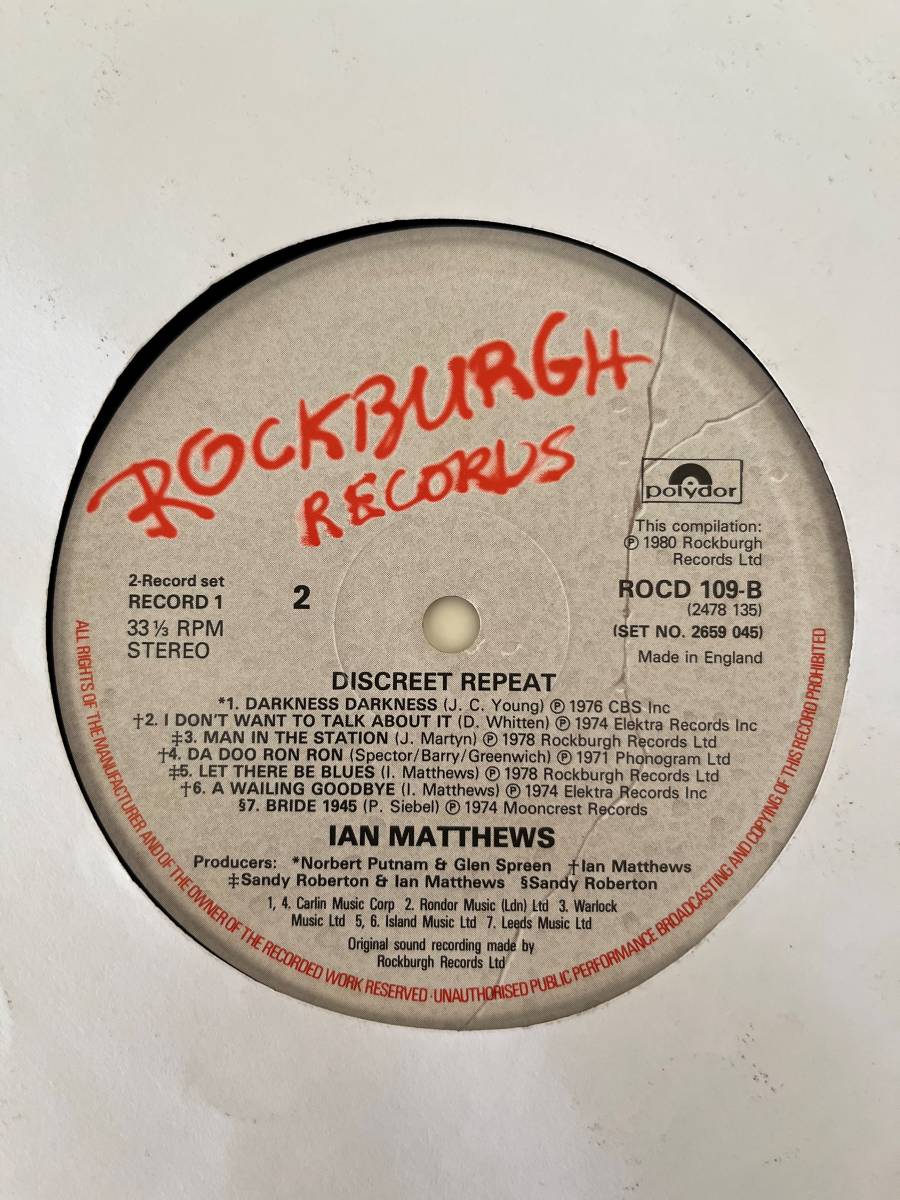 ROCKBURGH
RECORDS
polydor
This compilation:
℗ 1980 Rockburgh
Records Ltd
2-Record set
RECORD 1
2
ROCD 109-B
(2478 135)
33 ⅓ RPM
STEREO
(SET NO. 2659 045)
Made in England
DISCREET REPEAT
*1. DARKNESS DARKNESS (J. C. Young) ℗ 1976 CBS Inc
†2. I DON'T WANT TO TALK ABOUT IT (D. Whitten) ℗ 1974 Elektra Records Inc
‡3. MAN IN THE STATION (J. Martyn) ℗ 1978 Rockburgh Records Ltd
†4. DA DOO RON RON (Spector/Barry/Greenwich) ℗ 1971 Phonogram Ltd
‡5. LET THERE BE BLUES (I. Matthews) ℗ 1978 Rockburgh Records Ltd
†6. A WAILING GOODBYE (I. Matthews) ℗ 1974 Elektra Records Inc
§7. BRIDE 1945 (P. Siebel) ℗ 1974 Mooncrest Records
IAN MATTHEWS
Producers: *Norbert Putnam & Glen Spreen †Ian Matthews
‡Sandy Roberton & Ian Matthews §Sandy Roberton
1, 4. Carlin Music Corp 2. Rondor Music (Ldn) Ltd 3. Warlock
Music Ltd 5, 6. Island Music Ltd 7. Leeds Music Ltd
Original sound recording made by
Rockburgh Records Ltd
ALL RIGHTS OF THE MANUFACTURER AND OF THE OWNER OF THE RECORDED WORK RESERVED · UNAUTHORISED PUBLIC PERFORMANCE BROADCASTING AND COPYING OF THIS RECORD PROHIBITED